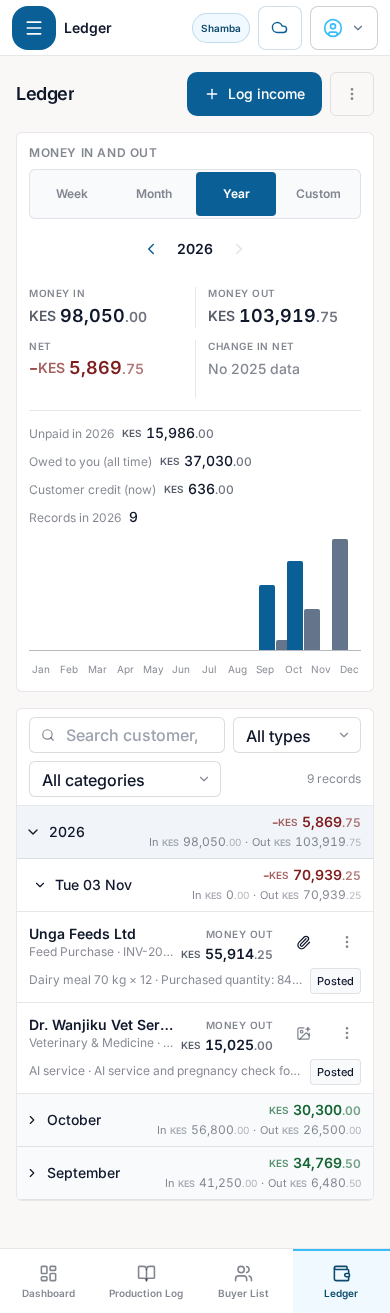 Ledger
Shamba
Ledger
Log income
MONEY IN AND OUT
Week Month Year Custom
2026
MONEY IN
KES 98,050.00
MONEY OUT
KES 103,919.75
NET
−KES 5,869.75
CHANGE IN NET
No 2025 data
Unpaid in 2026 KES 15,986.00
Owed to you (all time) KES 37,030.00
Customer credit (now) KES 636.00
Records in 2026 9
Jan Feb Mar Apr May Jun Jul Aug Sep Oct Nov Dec
Search customer,
All types
All categories
9 records
2026
−KES 5,869.75
In KES 98,050.00 · Out KES 103,919.75
Tue 03 Nov
−KES 70,939.25
In KES 0.00 · Out KES 70,939.25
Unga Feeds Ltd
MONEY OUT
Feed Purchase · INV-20...
KES 55,914.25
Dairy meal 70 kg × 12 · Purchased quantity: 84...
Posted
Dr. Wanjiku Vet Ser...
MONEY OUT
Veterinary & Medicine · ...
KES 15,025.00
AI service · AI service and pregnancy check fo...
Posted
October
KES 30,300.00
In KES 56,800.00 · Out KES 26,500.00
September
KES 34,769.50
In KES 41,250.00 · Out KES 6,480.50
Dashboard
Production Log
Buyer List
Ledger